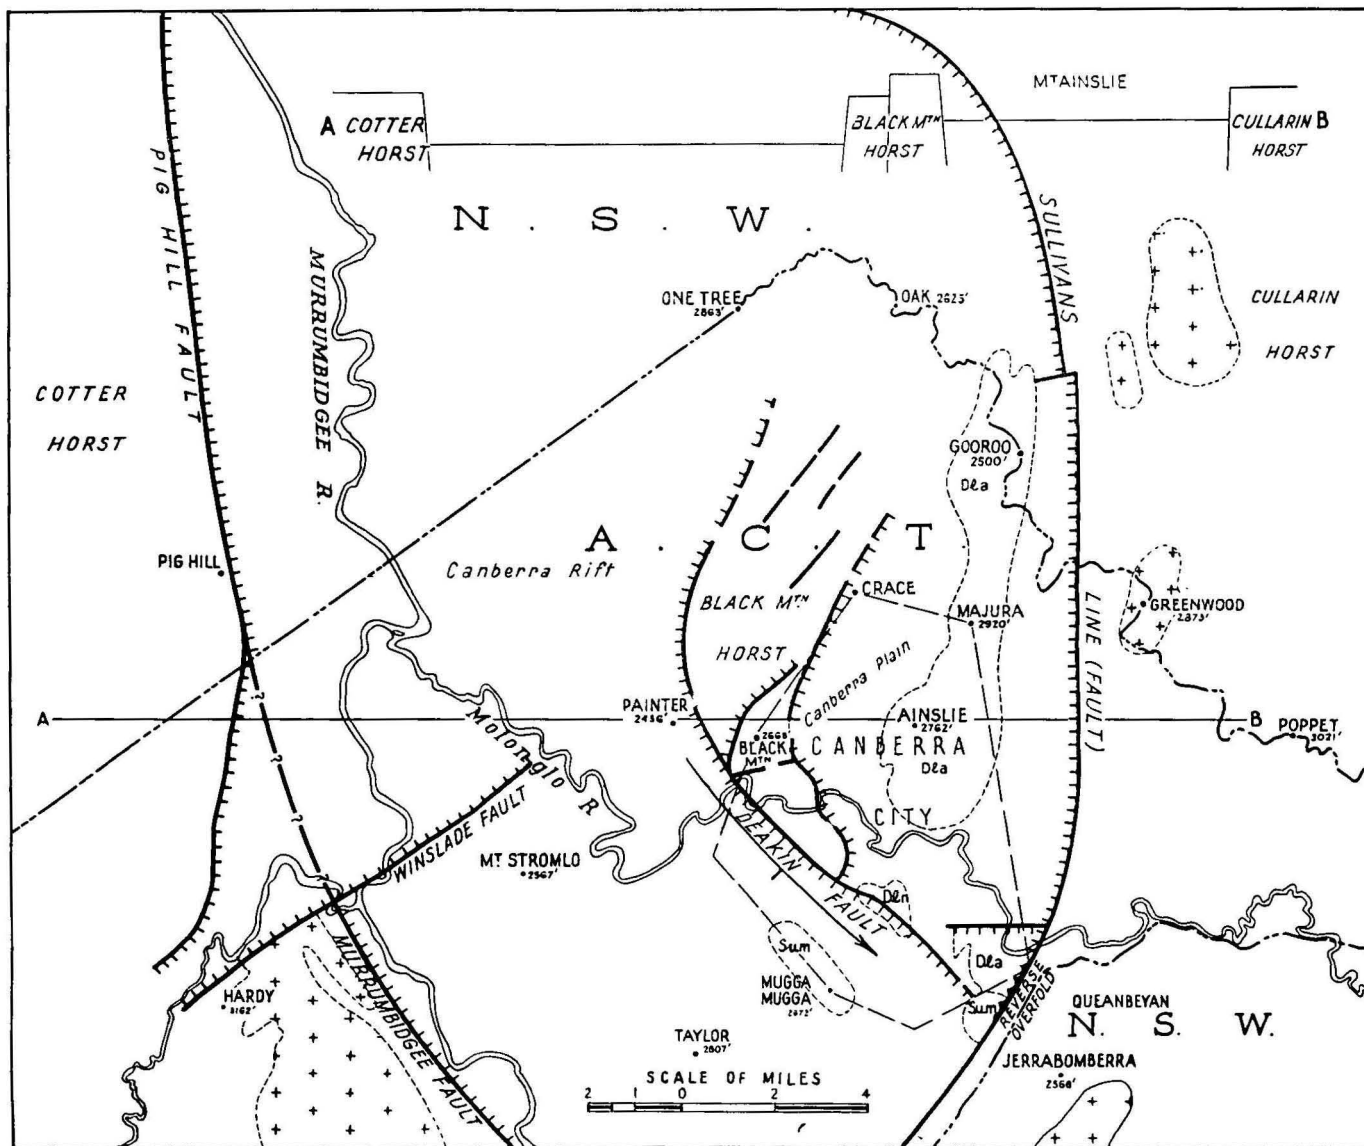 MT AINSLIE
A COTTER
HORST
BLACK MTN
HORST
CULLARIN B
HORST
PIG HILL FAULT
N. S. W.
SULLIVANS
LINE (FAULT)
MURRUMBIDGEE R.
ONE TREE
2863'
OAK 2625'
CULLARIN
HORST
COTTER
HORST
GOOROO
2500'
Dla
A. C. T
PIG HILL
Canberra Rift
BLACK MTN
HORST
CRACE
MAJURA
2920'
GREENWOOD
2873'
Canberra Plain
PAINTER
2436'
A
AINSLIE
2762'
B
POPPET
3021'
Molonglo R
2668'
BLACK
MTN
CANBERRA
Dla
CITY
?
?
?
WINSLADE FAULT
MT STROMLO
2567'
DEAKIN FAULT
Dln
Sum
Dla
MURRUMBIDGEE FAULT
HARDY
3162'
MUGGA
MUGGA
2672'
Sum
REVERSE
OVERFOLD
QUEANBEYAN
N. S. W.
TAYLOR
2807'
JERRABOMBERRA
2568'
SCALE OF MILES
2 1 0 2 4